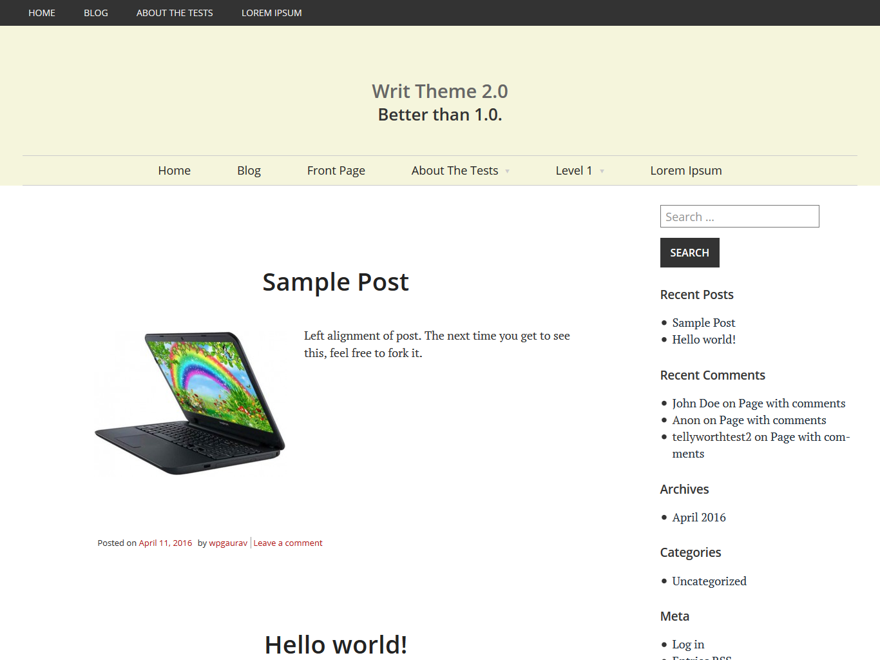 HOME BLOG ABOUT THE TESTS LOREM IPSUM
Writ Theme 2.0
Better than 1.0.
Home Blog Front Page About The Tests Level 1 Lorem Ipsum
Sample Post
Left alignment of post. The next time you get to see
this, feel free to fork it.
Posted on April 11, 2016 by wpgaurav Leave a comment
Hello world!
Search ...
SEARCH
Recent Posts
Sample Post
Hello world!
Recent Comments
John Doe on Page with comments
Anon on Page with comments
tellyworthtest2 on Page with com-
ments
Archives
April 2016
Categories
Uncategorized
Meta
Log in
Entries RSS